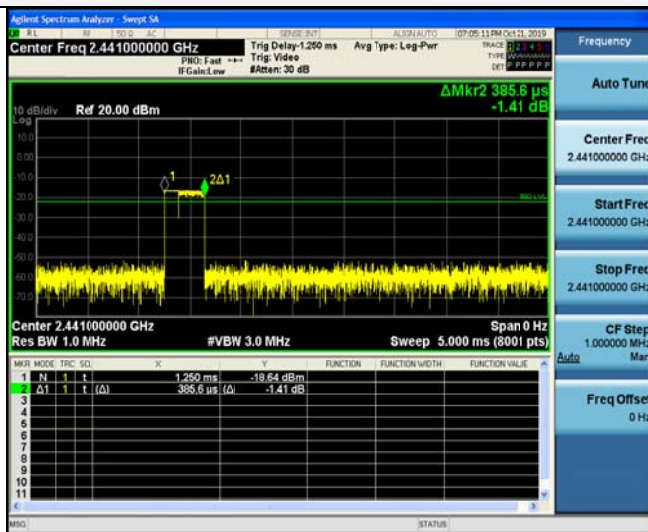 Agilent Spectrum Analyzer - Swept SA
RL RF 50 Ω AC SENSE:INT ALIGNAUTO 07:05:11 PM Oct 21, 2019
Center Freq 2.441000000 GHz Trig Delay-1.250 ms Avg Type: Log-Pwr TRACE 1 2 3 4 5 6
PNO: Fast Trig: Video TYPE
IFGain:Low #Atten: 30 dB DET P P P P P P
ΔMkr2 385.6 µs
-1.41 dB
10 dB/div Ref 20.00 dBm
Log
10.0
0.00
-10.0
-20.0
-30.0
-40.0
-50.0
-60.0
-70.0
1
2Δ1
TRIG LVL
Center 2.441000000 GHz Span 0 Hz
Res BW 1.0 MHz #VBW 3.0 MHz Sweep 5.000 ms (8001 pts)
MKR MODE TRC SCL X Y FUNCTION FUNCTION WIDTH FUNCTION VALUE
1 N 1 t 1.250 ms -18.64 dBm
2 Δ1 1 t (Δ) 385.6 µs (Δ) -1.41 dB
3
4
5
6
7
8
9
10
11
MSG STATUS
Frequency
Auto Tune
Center Freq
2.441000000 GHz
Start Freq
2.441000000 GHz
Stop Freq
2.441000000 GHz
CF Step
1.000000 MHz
Auto Man
Freq Offset
0 Hz